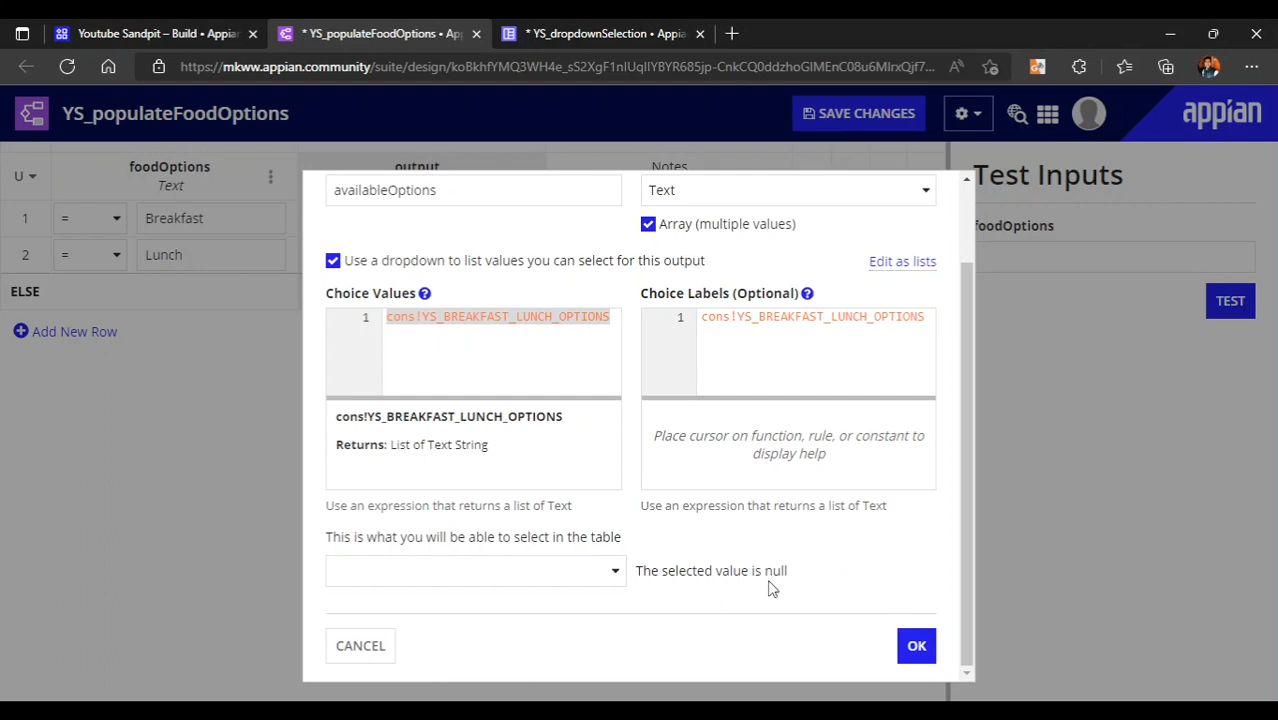 Youtube Sandpit – Build • Appian
* YS_populateFoodOptions • App
* YS_dropdownSelection • Appia
https://mkww.appian.community/suite/design/koBkhfYMQ3WH4e_sS2XgF1nIUqIIYBYR685jp-CnkCQ0ddzhoGIMEnC08u6MIrxQjf7...
YS_populateFoodOptions
SAVE CHANGES
appian
U
foodOptions
Text
output
Notes
1
=
Breakfast
2
=
Lunch
ELSE
Add New Row
Test Inputs
foodOptions
TEST
availableOptions
Text
Array (multiple values)
Use a dropdown to list values you can select for this output
Edit as lists
Choice Values
Choice Labels (Optional)
1
cons!YS_BREAKFAST_LUNCH_OPTIONS
1
cons!YS_BREAKFAST_LUNCH_OPTIONS
cons!YS_BREAKFAST_LUNCH_OPTIONS
Returns: List of Text String
Place cursor on function, rule, or constant to
display help
Use an expression that returns a list of Text
Use an expression that returns a list of Text
This is what you will be able to select in the table
The selected value is null
CANCEL
OK